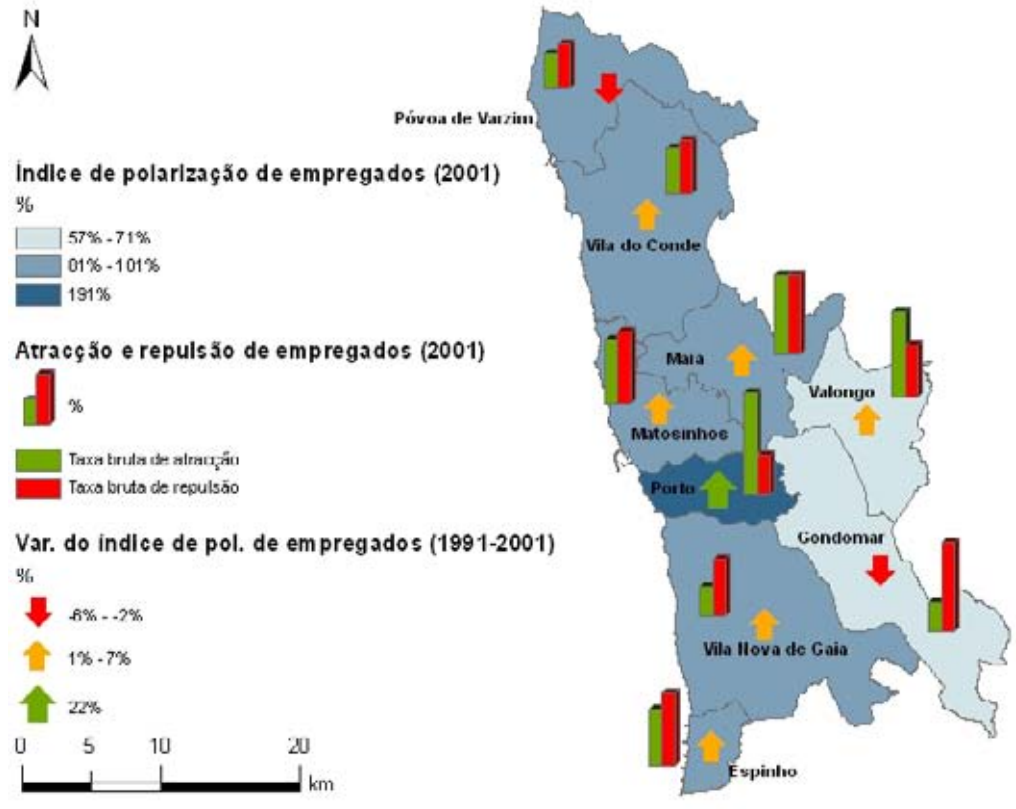 N
Póvoa de Varzim
Índice de polarização de empregados (2001)
%
57% - 71%
81% - 101%
191%
Atracção e repulsão de empregados (2001)
%
Taxa bruta de atracção
Taxa bruta de repulsão
Var. do índice de pol. de empregados (1991-2001)
%
-6% - -2%
1% - 7%
22%
0 5 10 20
km
Vila do Conde
Maia
Valongo
Matosinhos
Porto
Gondomar
Vila Nova de Gaia
Espinho